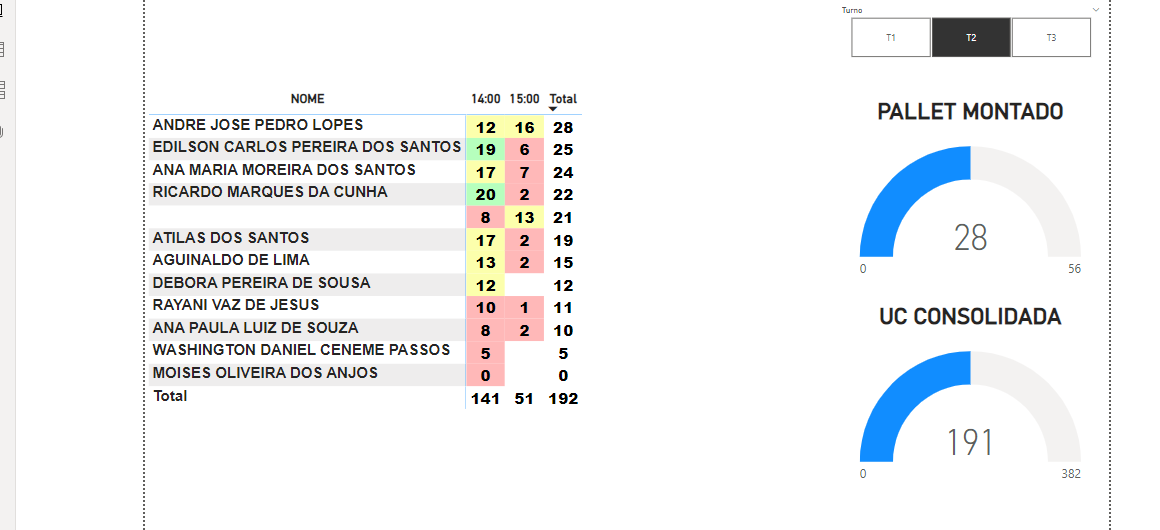 Turno
T1 T2 T3
NOME 14:00 15:00 Total
ANDRE JOSE PEDRO LOPES 12 16 28
EDILSON CARLOS PEREIRA DOS SANTOS 19 6 25
ANA MARIA MOREIRA DOS SANTOS 17 7 24
RICARDO MARQUES DA CUNHA 20 2 22
8 13 21
ATILAS DOS SANTOS 17 2 19
AGUINALDO DE LIMA 13 2 15
DEBORA PEREIRA DE SOUSA 12 12
RAYANI VAZ DE JESUS 10 1 11
ANA PAULA LUIZ DE SOUZA 8 2 10
WASHINGTON DANIEL CENEME PASSOS 5 5
MOISES OLIVEIRA DOS ANJOS 0 0
Total 141 51 192
PALLET MONTADO
28
0 56
UC CONSOLIDADA
191
0 382